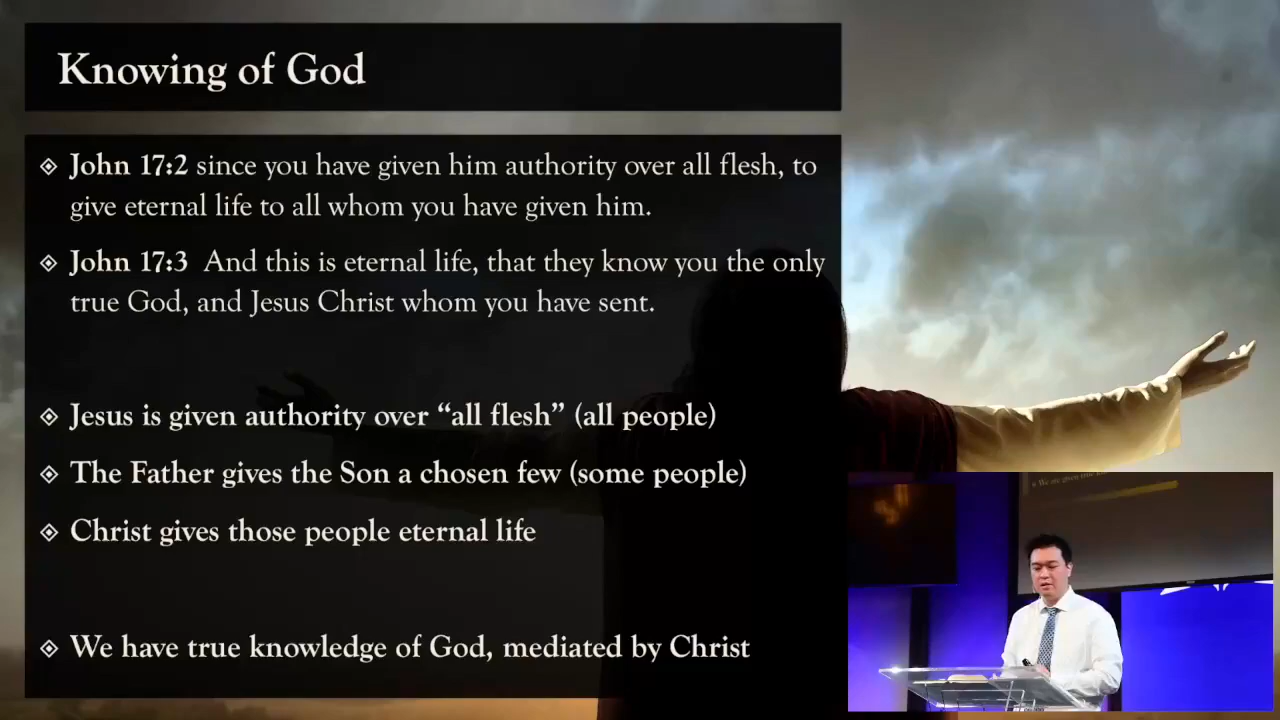 Knowing of God
John 17:2 since you have given him authority over all flesh, to
give eternal life to all whom you have given him.
John 17:3 And this is eternal life, that they know you the only
true God, and Jesus Christ whom you have sent.
Jesus is given authority over “all flesh” (all people)
The Father gives the Son a chosen few (some people)
Christ gives those people eternal life
We have true knowledge of God, mediated by Christ